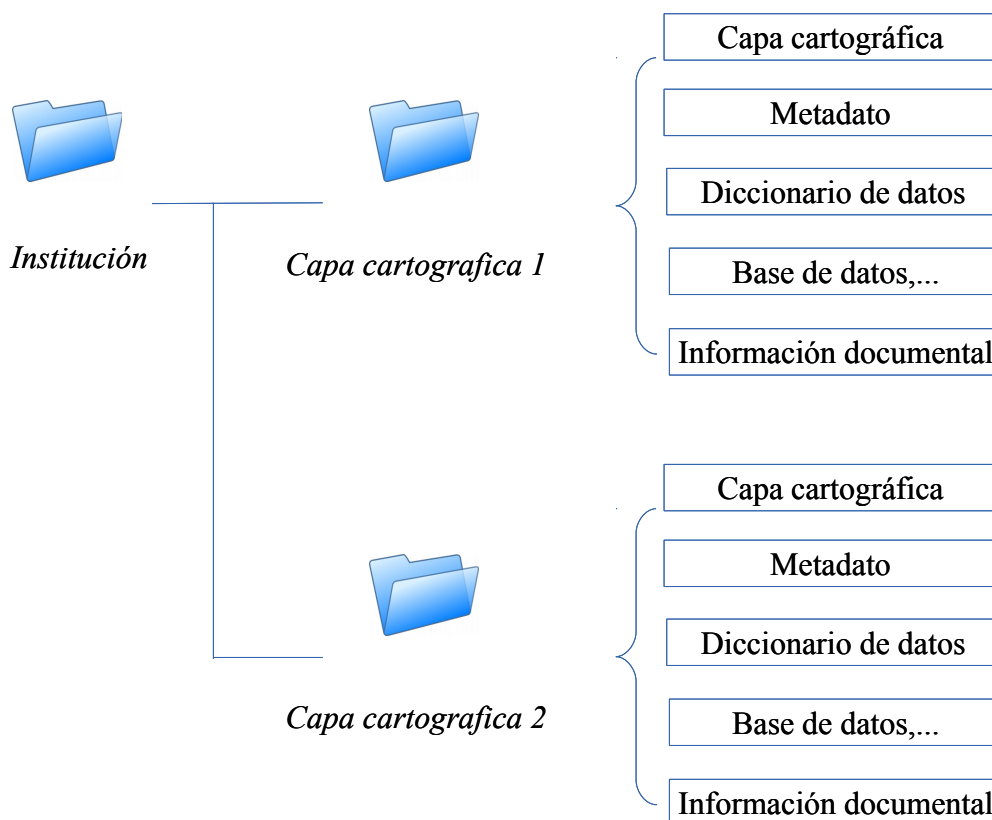 Institución
Capa cartografica 1
Capa cartográfica
Metadato
Diccionario de datos
Base de datos,...
Información documental
Capa cartografica 2
Capa cartográfica
Metadato
Diccionario de datos
Base de datos,...
Información documental